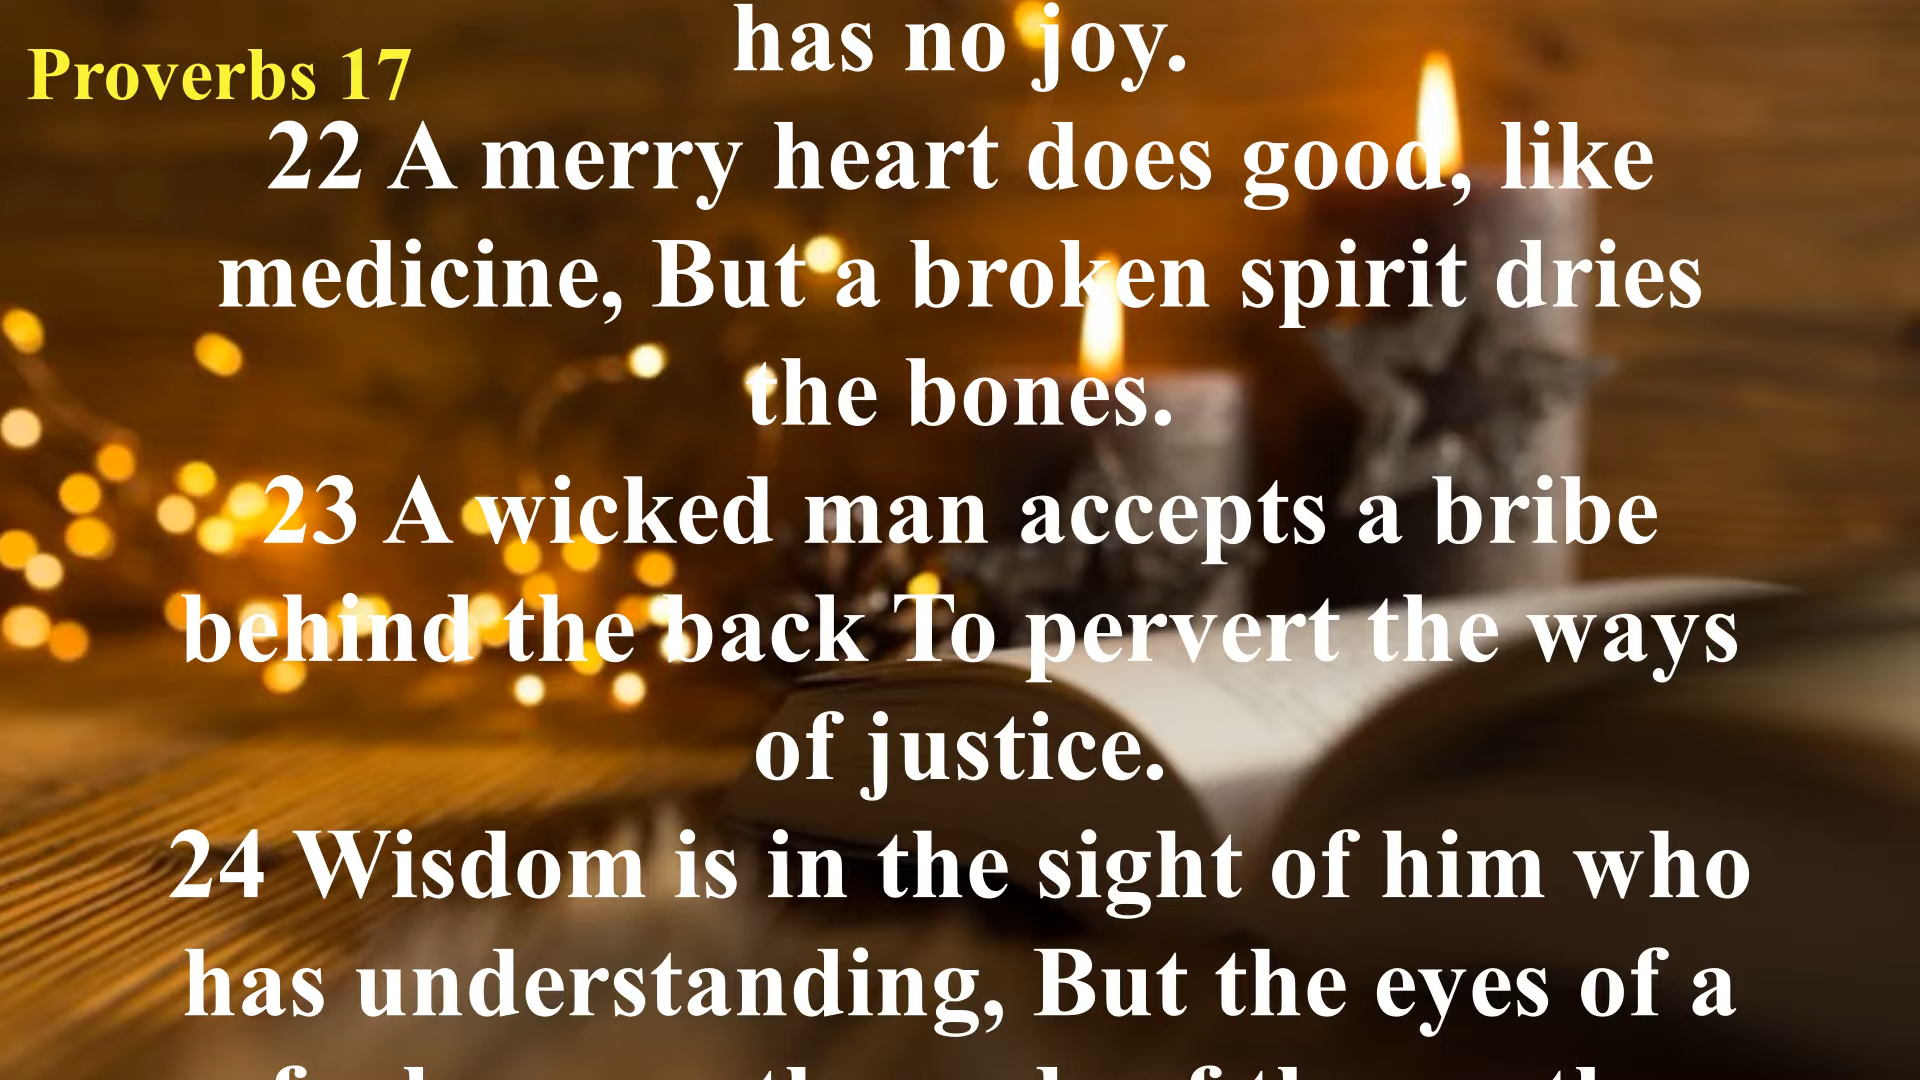 has no joy.
Proverbs 17
22 A merry heart does good, like
medicine, But a broken spirit dries
the bones.
23 A wicked man accepts a bribe
behind the back To pervert the ways
of justice.
24 Wisdom is in the sight of him who
has understanding, But the eyes of a